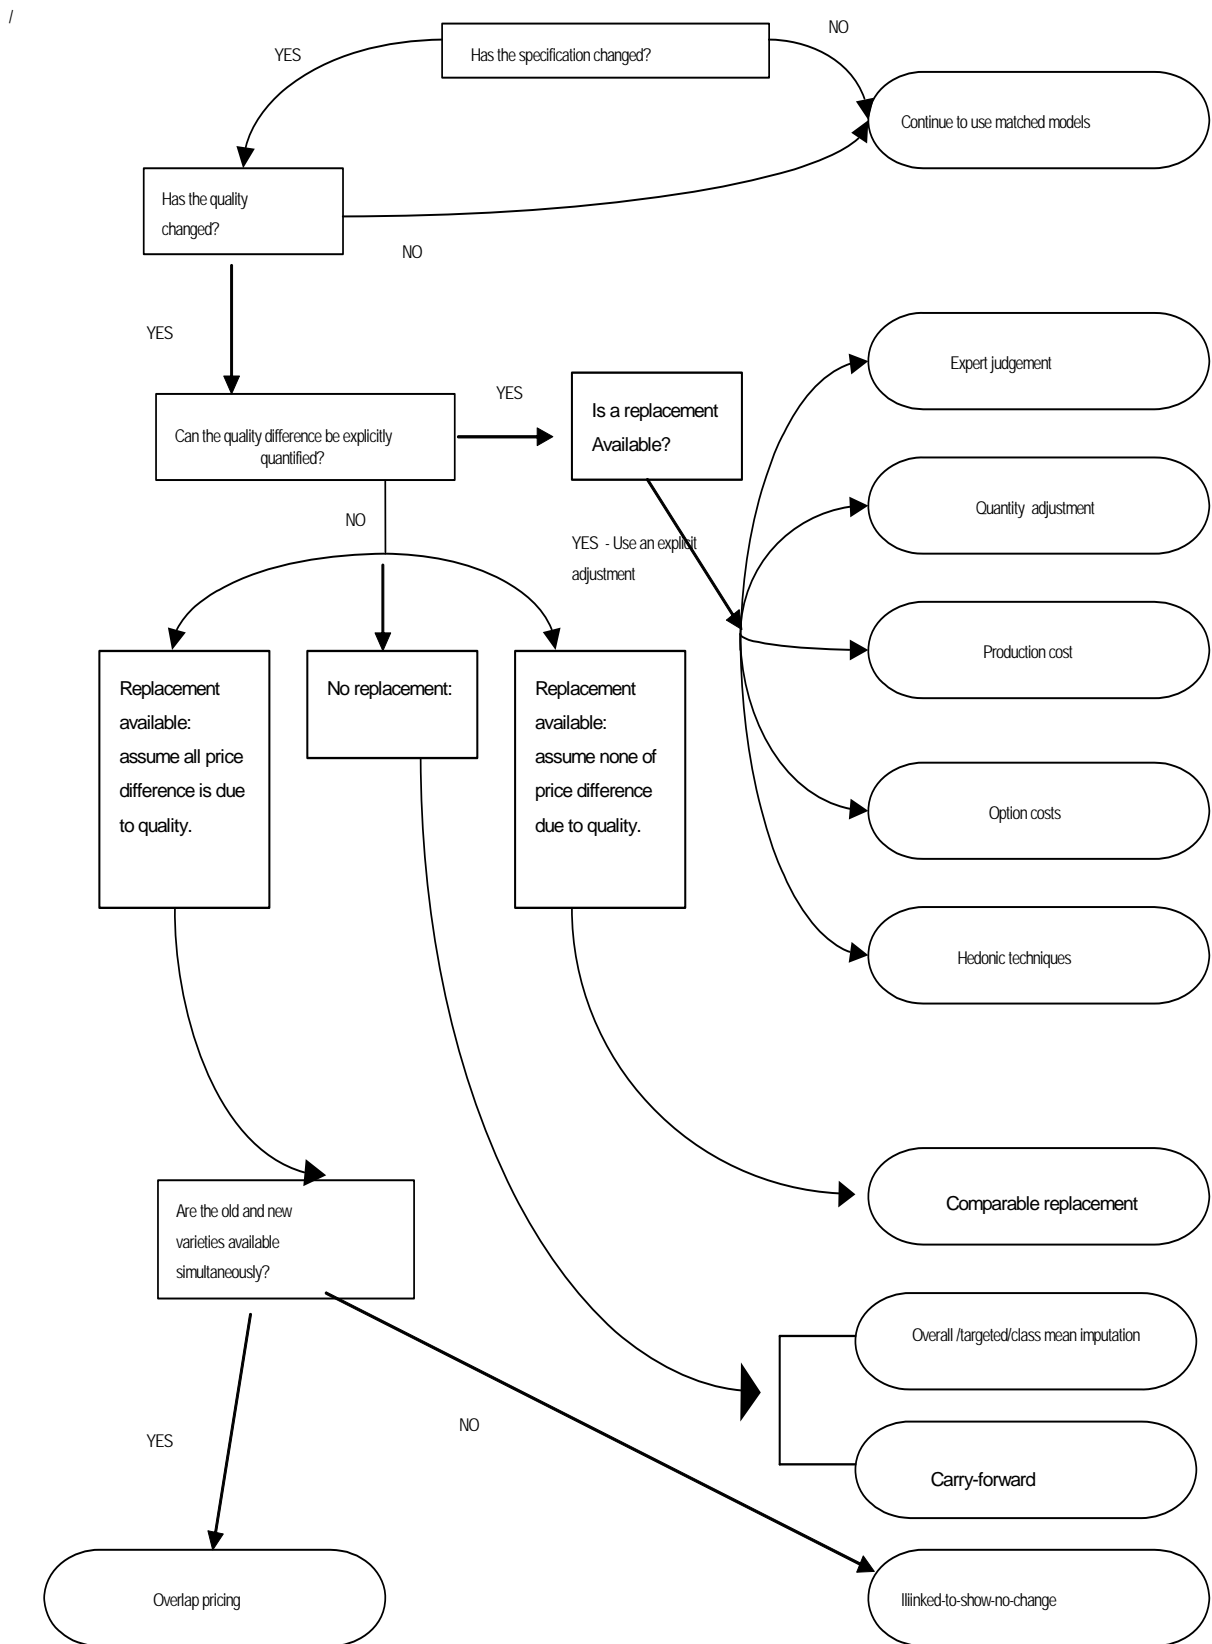 /
NO
YES
Has the specification changed?
Continue to use matched models
Has the quality
changed?
NO
YES
Expert judgement
YES
Is a replacement
Available?
Can the quality difference be explicitly
quantified?
Quantity adjustment
NO
YES - Use an explicit
adjustment
Production cost
Replacement
available:
assume all price
difference is due
to quality.
No replacement:
Replacement
available:
assume none of
price difference
due to quality.
Option costs
Hedonic techniques
Comparable replacement
Are the old and new
varieties available
simultaneously?
Overall /targeted/class mean imputation
NO
YES
Carry-forward
Overlap pricing
lliinked-to-show-no-change